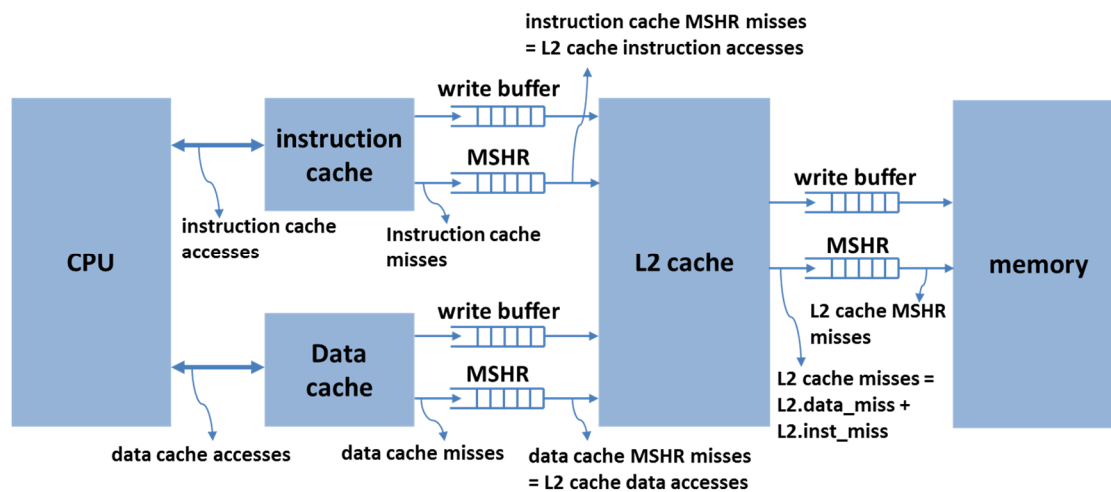 instruction cache MSHR misses
= L2 cache instruction accesses
write buffer
instruction
cache
MSHR
instruction cache
accesses
Instruction cache
misses
CPU
L2 cache
write buffer
MSHR
memory
L2 cache MSHR
misses
write buffer
Data
cache
MSHR
L2 cache misses =
L2.data_miss +
L2.inst_miss
data cache accesses
data cache misses
data cache MSHR misses
= L2 cache data accesses